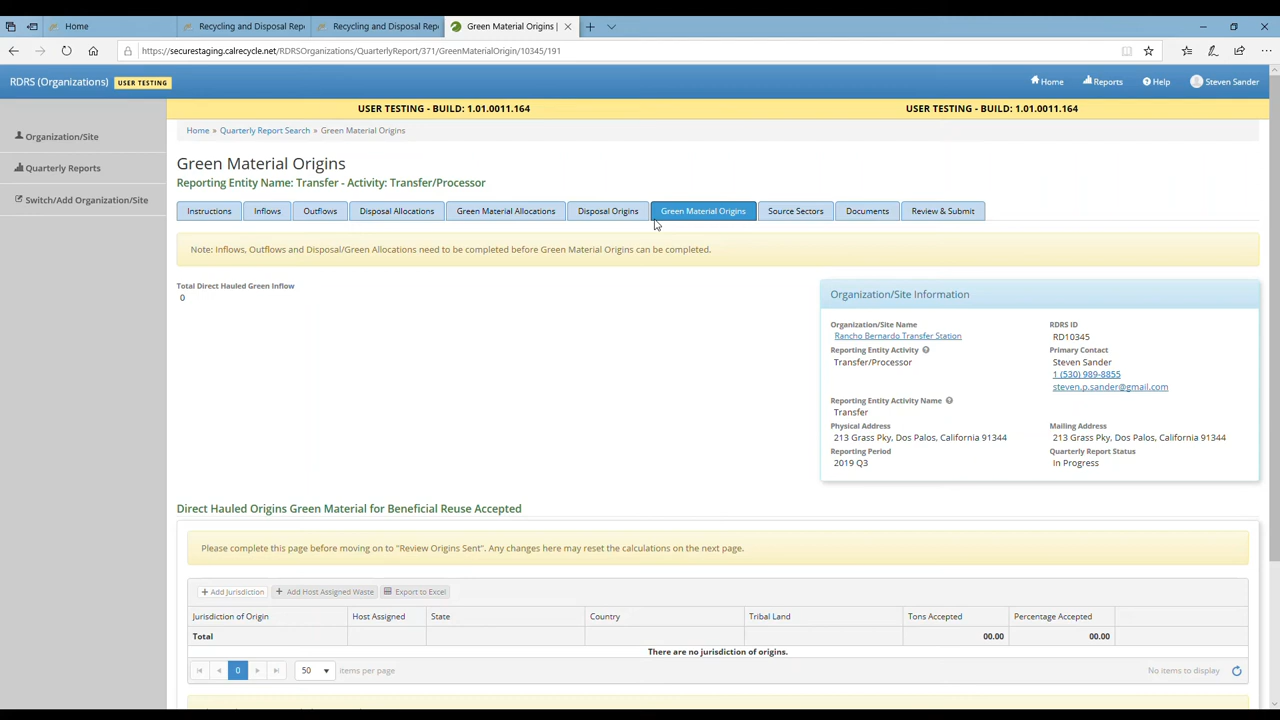 Home
Recycling and Disposal Rep
Recycling and Disposal Rep
Green Material Origins |
https://securestaging.calrecycle.net/RDRSOrganizations/QuarterlyReport/371/GreenMaterialOrigin/10345/191
RDRS (Organizations) USER TESTING
Home Reports Help Steven Sander
USER TESTING - BUILD: 1.01.0011.164 USER TESTING - BUILD: 1.01.0011.164
Organization/Site
Quarterly Reports
Switch/Add Organization/Site
Home » Quarterly Report Search » Green Material Origins
Green Material Origins
Reporting Entity Name: Transfer - Activity: Transfer/Processor
Instructions Inflows Outflows Disposal Allocations Green Material Allocations Disposal Origins Green Material Origins Source Sectors Documents Review & Submit
Note: Inflows, Outflows and Disposal/Green Allocations need to be completed before Green Material Origins can be completed.
Total Direct Hauled Green Inflow
0
Organization/Site Information
Organization/Site Name
Rancho Bernardo Transfer Station
Reporting Entity Activity
Transfer/Processor
RDRS ID
RD10345
Primary Contact
Steven Sander
1 (530) 989-8855
steven.p.sander@gmail.com
Reporting Entity Activity Name
Transfer
Physical Address
213 Grass Pky, Dos Palos, California 91344
Mailing Address
213 Grass Pky, Dos Palos, California 91344
Reporting Period
2019 Q3
Quarterly Report Status
In Progress
Direct Hauled Origins Green Material for Beneficial Reuse Accepted
Please complete this page before moving on to "Review Origins Sent". Any changes here may reset the calculations on the next page.
+ Add Jurisdiction + Add Host Assigned Waste Export to Excel
Jurisdiction of Origin Host Assigned State Country Tribal Land Tons Accepted Percentage Accepted
Total 00.00 00.00
There are no jurisdiction of origins.
0 50 items per page No items to display